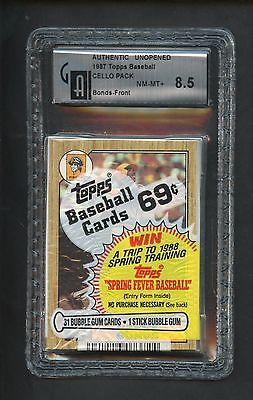 AUTHENTIC UNOPENED
1987 Topps Baseball
CELLO PACK
NM-MT+ 8.5
Bonds-Front
GAI
Topps
Baseball
Cards
69¢
WIN
A TRIP TO 1988
SPRING TRAINING
Topps
"SPRING FEVER BASEBALL"
(Entry Form Inside)
NO PURCHASE NECESSARY (See back)
31 BUBBLE GUM CARDS • 1 STICK BUBBLE GUM